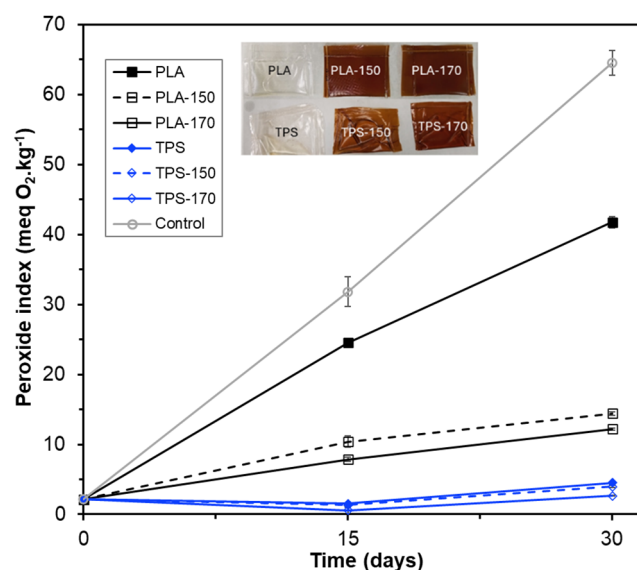 Peroxide index (meq O₂.kg⁻¹)
70
60
50
40
30
20
10
0
PLA
PLA-150
PLA-170
TPS
TPS-150
TPS-170
Control
PLA PLA-150 PLA-170
TPS TPS-150 TPS-170
0 15 30
Time (days)